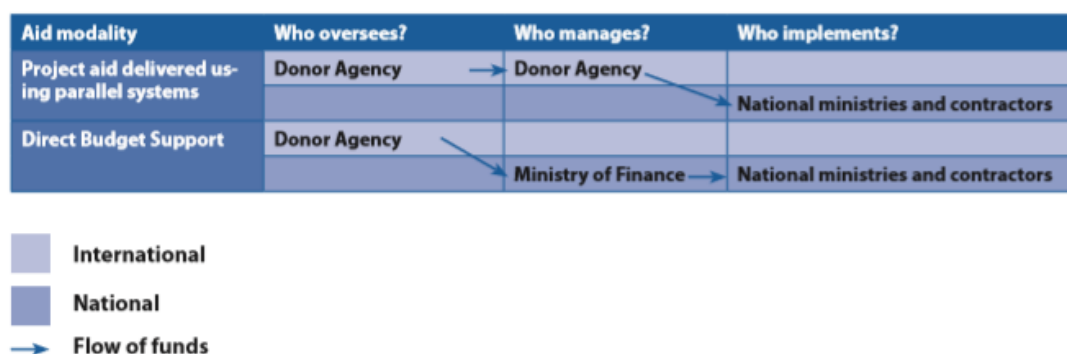 Aid modality Who oversees? Who manages? Who implements?
Project aid delivered us- Donor Agency Donor Agency
ing parallel systems
National ministries and contractors
Direct Budget Support Donor Agency
Ministry of Finance National ministries and contractors
International
National
Flow of funds